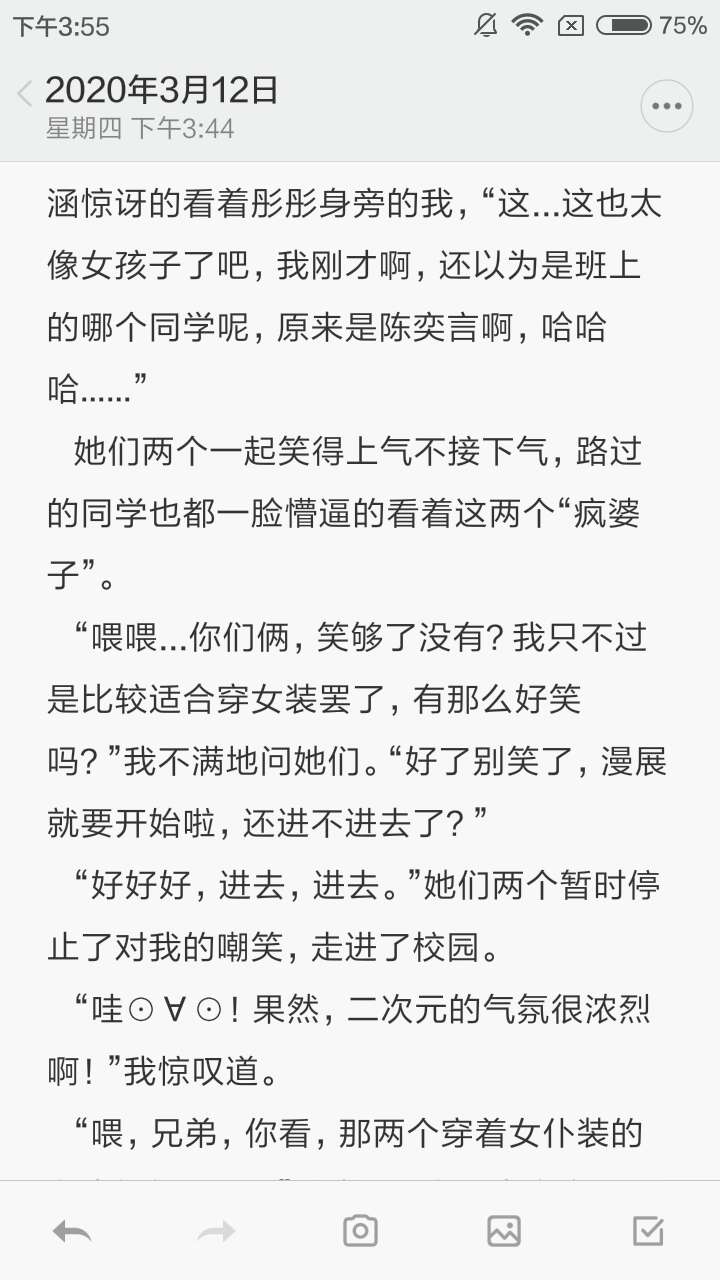 下午3:55
75%
2020年3月12日
星期四 下午3:44
涵惊讶的看着彤彤身旁的我，“这...这也太
像女孩子了吧，我刚才啊，还以为是班上
的哪个同学呢，原来是陈奕言啊，哈哈
哈......”
她们两个一起笑得上气不接下气，路过
的同学也都一脸懵逼的看着这两个“疯婆
子”。
“喂喂...你们俩，笑够了没有？我只不过
是比较适合穿女装罢了，有那么好笑
吗？”我不满地问她们。“好了别笑了，漫展
就要开始啦，还进不进去了？”
“好好好，进去，进去。”她们两个暂时停
止了对我的嘲笑，走进了校园。
“哇⊙∀⊙！果然，二次元的气氛很浓烈
啊！”我惊叹道。
“喂，兄弟，你看，那两个穿着女仆装的